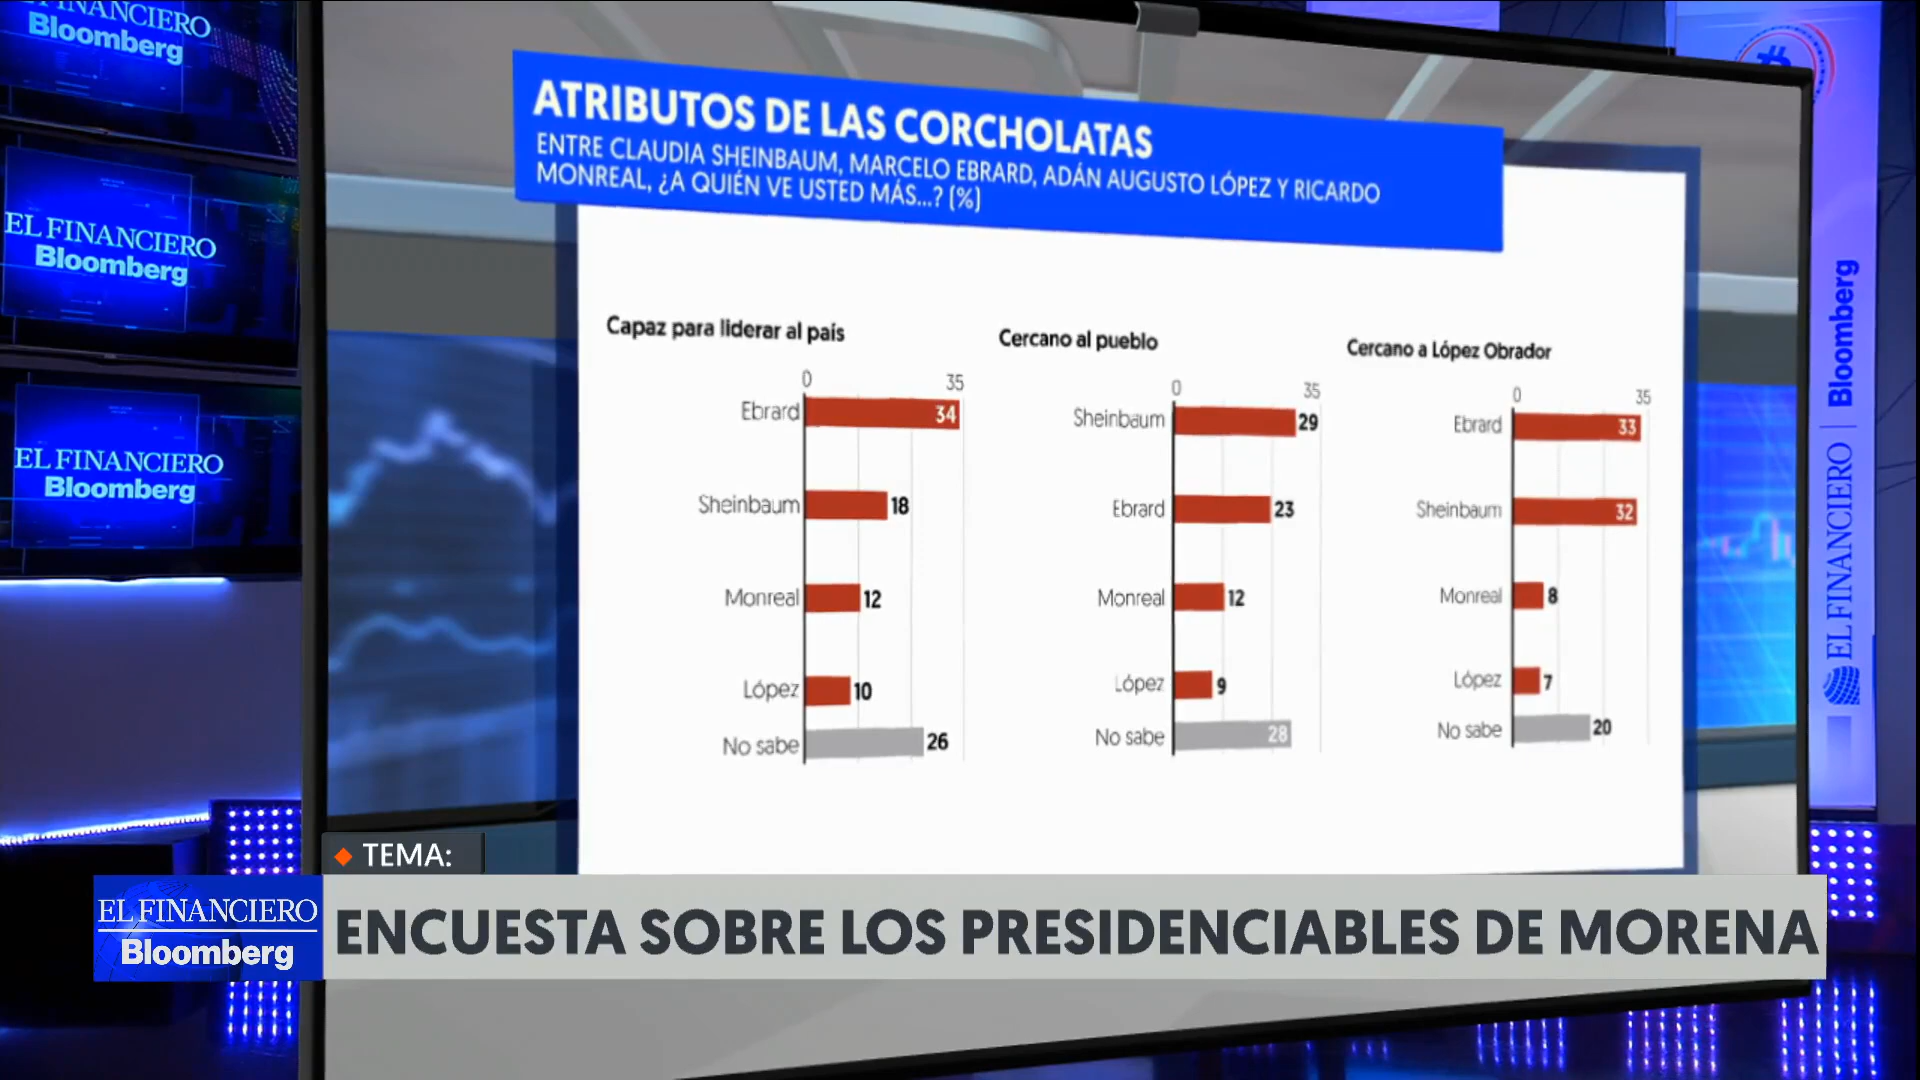 EL FINANCIERO
Bloomberg
EL FINANCIERO
Bloomberg
EL FINANCIERO
Bloomberg
ATRIBUTOS DE LAS CORCHOLATAS
ENTRE CLAUDIA SHEINBAUM, MARCELO EBRARD, ADÁN AUGUSTO LÓPEZ Y RICARDO
MONREAL, ¿A QUIÉN VE USTED MÁS...? (%)
Capaz para liderar al país
0 35
Ebrard 34
Sheinbaum 18
Monreal 12
López 10
No sabe 26
Cercano al pueblo
0 35
Sheinbaum 29
Ebrard 23
Monreal 12
López 9
No sabe 28
Cercano a López Obrador
0 35
Ebrard 33
Sheinbaum 32
Monreal 8
López 7
No sabe 20
EL FINANCIERO | Bloomberg
TEMA:
EL FINANCIERO
Bloomberg
ENCUESTA SOBRE LOS PRESIDENCIABLES DE MORENA